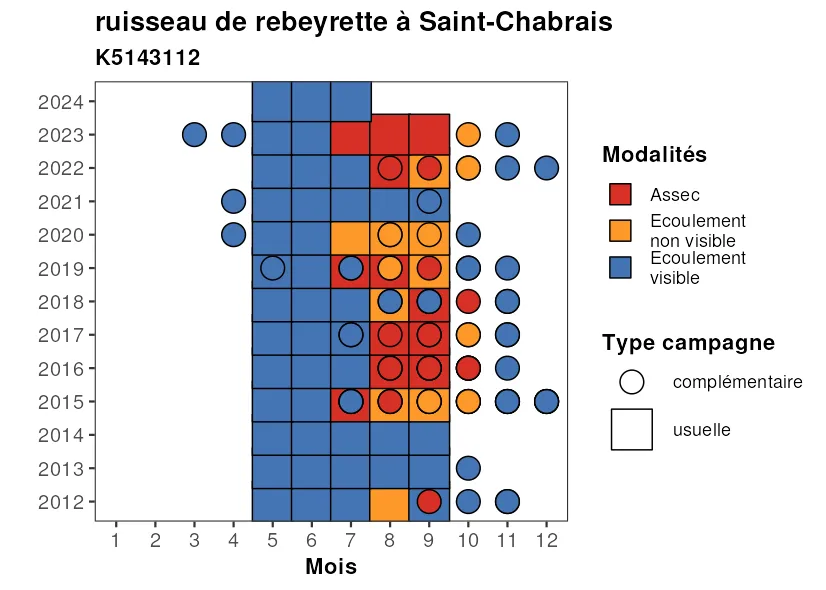 ruisseau de rebeyrette à Saint-Chabrais
K5143112
2024
2023
2022
2021
2020
2019
2018
2017
2016
2015
2014
2013
2012
1 2 3 4 5 6 7 8 9 10 11 12
Mois
Modalités
Assec
Ecoulement
non visible
Ecoulement
visible
Type campagne
complémentaire
usuelle